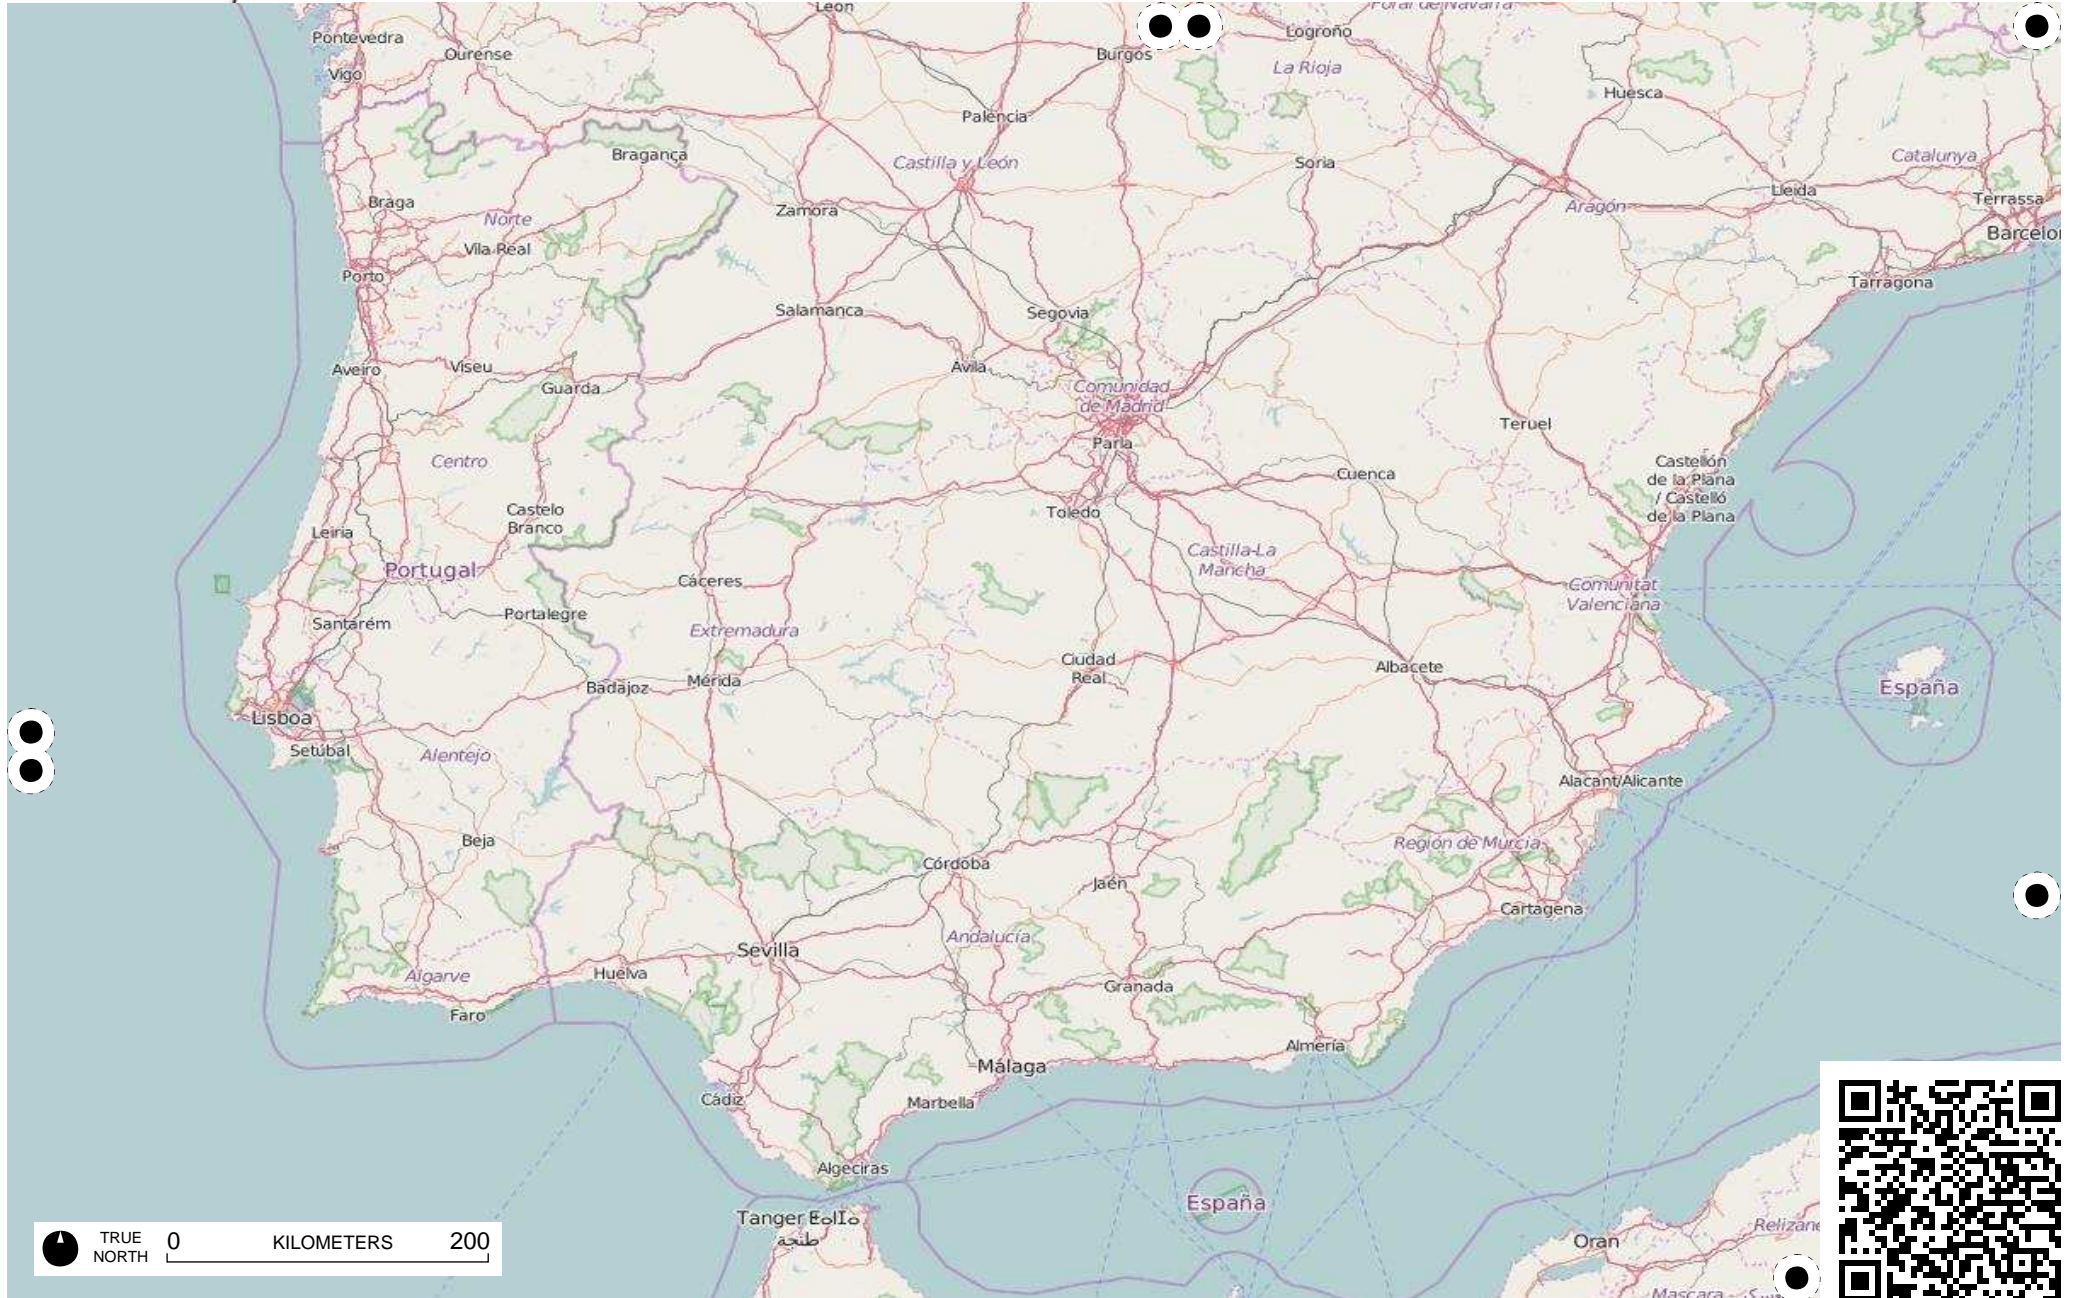 León
Foral de Navarra
Pontevedra
Logroño
Ourense
Burgos
Vigo
La Rioja
Huesca
Palencia
Bragança
Castilla y León
Soria
Catalunya
Lleida
Braga
Zamora
Aragón
Terrassa
Norte
Barcelor
Vila Real
Porto
Tarragona
Salamanca
Segovia
Aveiro
Viseu
Ávila
Guarda
Comunidad
de Madrid
Teruel
Parla
Centro
Castellón
de la Plana
/ Castelló
de la Plana
Cuenca
Castelo
Branco
Toledo
Leiria
Castilla-La
Mancha
Portugal
Cáceres
Comunitat
Valenciana
Portalegre
Santarém
Extremadura
Ciudad
Real
Albacete
Mérida
Badajoz
España
Lisboa
Setúbal
Alentejo
Alacant/Alicante
Beja
Región de Murcia
Córdoba
Jaén
Cartagena
Andalucía
Sevilla
Huelva
Algarve
Granada
Faro
Almería
Málaga
Cádiz
Marbella
Algeciras
España
Tanger ⵟⴰⵏⵊⴰ
طنجة
Relizane
Oran
Mascara
TRUE
NORTH
0 KILOMETERS 200